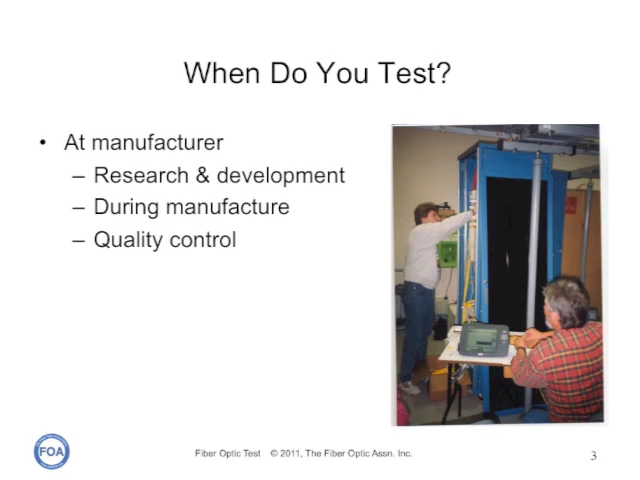 When Do You Test?
• At manufacturer
– Research & development
– During manufacture
– Quality control
FOA
Fiber Optic Test © 2011, The Fiber Optic Assn. Inc.
3